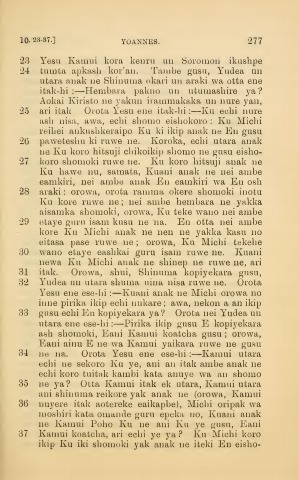 10. 23-37.] YOANNES. 277
23 Yesu Kamui kora kenru un Soromon ikushpe
24 tumta apkash kor'an. Tambe gusu, Yudea un
utara anak ne Shinuma okari un araki wa otta ene
itak-hi :—Hembara pakno un utumashire ya?
Aokai Kiristo ne yakun irammakaka un nure yan,
25 ari itak Orota Yesu ene itak-hi :—Ku echi nure
ash nisa, awa, echi shomo eishokoro : Ku Michi
reihei ankushkeraipo Ku ki ikip anak ne En gusu
26 paweteshu ki ruwe ne. Koroka, echi utara anak
ne Ku koro hitsuji chikoikip shomo ne gusu eisho-
27 koro shomoki ruwe ne. Ku koro hitsuji anak ne
Ku hawe nu, samata, Kuani anak ne nei ambe
eamkiri, nei ambe anak En eamkiri wa En osh
28 araki : orowa, orota ramma okere shomoki inotu
Ku kore ruwe ne ; nei ambe hembara ne yakka
aisamka shomoki, orowa, Ku teke wano nei ambe
29 etaye guru isam kusu ne na. En otta nei ambe
kore Ku Michi anak ne nen ne yakka kasu no
eitasa pase ruwe ne ; orowa, Ku Michi tekehe
30 wano etaye eashkai guru isam ruwe ne. Kuani
newa Ku Michi anak ne shinep ne ruwe ne, ari
31 itak. Orowa, shui, Shinuma kopiyekara gusu,
32 Yudea un utara shuma uina nisa ruwe ne. Orota
Yesu ene ese-hi :—Kuani anak ne Michi orowa no
inne pirika ikip echi nukare ; awa, nekon a an ikip
33 gusu echi En kopiyekara ya? Orota nei Yudea un
utara ene ese-hi :—Pirika ikip gusu E kopiyekara
ash shomoki, Eani Kamui koatcha gusu ; orowa,
Eani ainu E ne wa Kamui yaikara ruwe ne gusu
34 ne na. Orota Yesu ene ese-hi :—Kamui utara
echi ne sekoro Ku ye, ani an itak ambe anak ne
echi koro tuitak kambi kata anuye wa an shomo
35 ne ya? Otta Kamui itak ek utara, Kamui utara
ani shinuma reikore yak anak ne (orowa, Kamui
36 nuyere itak aotereke eaikapbe), Michi oripak wa
moshiri kata omande guru epeka no, Kuani anak
ne Kamui Poho Ku ne ani Ku ye gusu, Eani
37 Kamui koatcha, ari echi ye ya? Ku Michi koro
ikip Ku iki shomoki yak anak ne iteki En eisho-